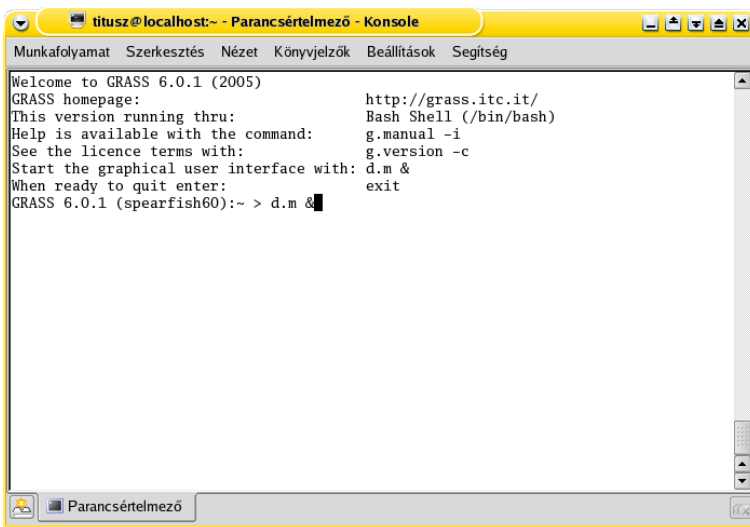 titusz@localhost:~ - Parancsértelmező - Konsole
Munkafolyamat Szerkesztés Nézet Könyvjelzők Beállítások Segítség
Welcome to GRASS 6.0.1 (2005)
GRASS homepage: http://grass.itc.it/
This version running thru: Bash Shell (/bin/bash)
Help is available with the command: g.manual -i
See the licence terms with: g.version -c
Start the graphical user interface with: d.m &
When ready to quit enter: exit
GRASS 6.0.1 (spearfish60):~ > d.m &
Parancsértelmező